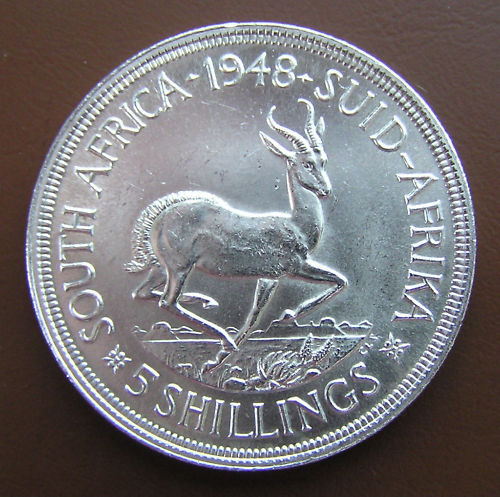 SOUTH AFRICA · 1948 · SUID-AFRIKA
5 SHILLINGS